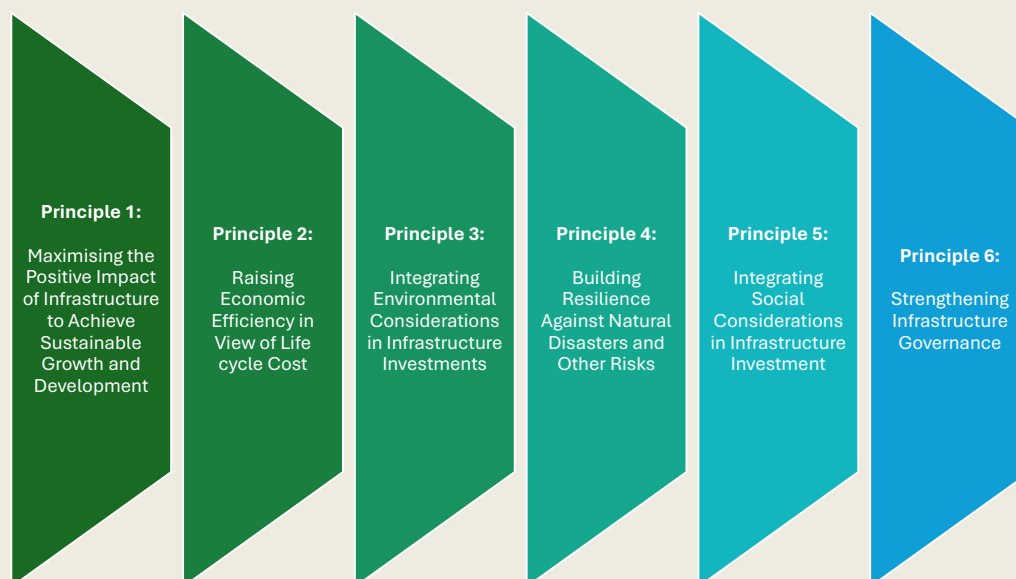 Principle 1:
Maximising the
Positive Impact
of Infrastructure
to Achieve
Sustainable
Growth and
Development
Principle 2:
Raising
Economic
Efficiency in
View of Life
cycle Cost
Principle 3:
Integrating
Environmental
Considerations
in Infrastructure
Investments
Principle 4:
Building
Resilience
Against Natural
Disasters and
Other Risks
Principle 5:
Integrating
Social
Considerations
in Infrastructure
Investment
Principle 6:
Strengthening
Infrastructure
Governance